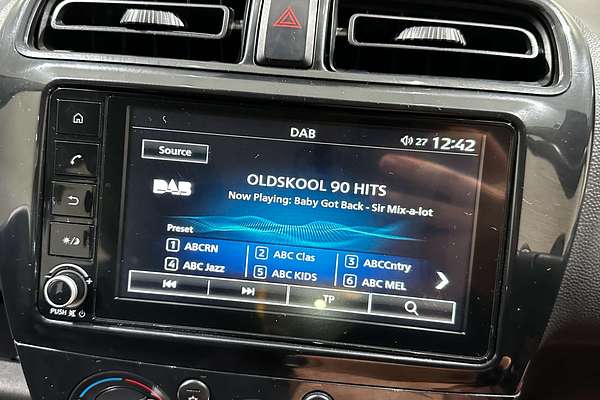 DAB
27 12:42
Source
DAB
OLDSKOOL 90 HITS
Now Playing: Baby Got Back - Sir Mix-a-lot
Preset
1 ABCRN
2 ABC Clas
3 ABCCntry
4 ABC Jazz
5 ABC KIDS
6 ABC MEL
TP
PUSH